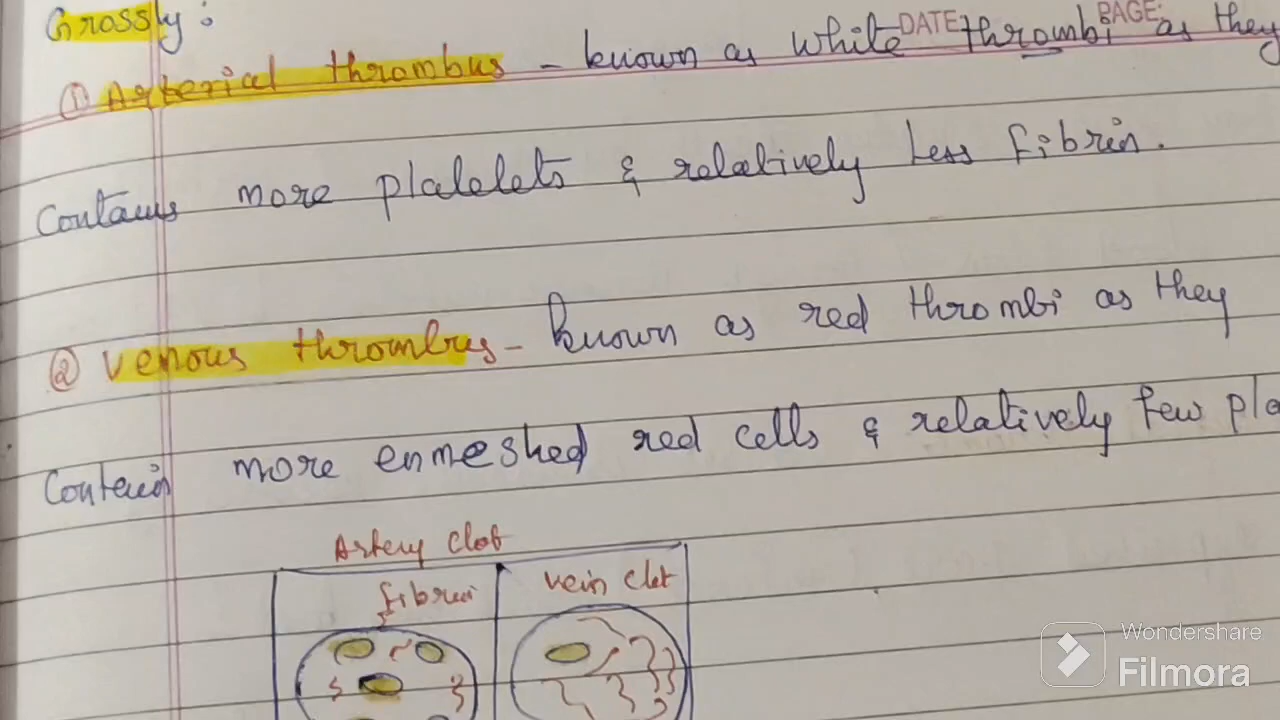 Grossly:
DATE PAGE:
① Arterial thrombus - known as white thrombi as they
Contains more platelets & relatively less fibrin.
② Venous thrombus - known as red thrombi as they
Contain more enmeshed red cells & relatively few pla
Artery clot
fibrin
vein clot
Wondershare
Filmora